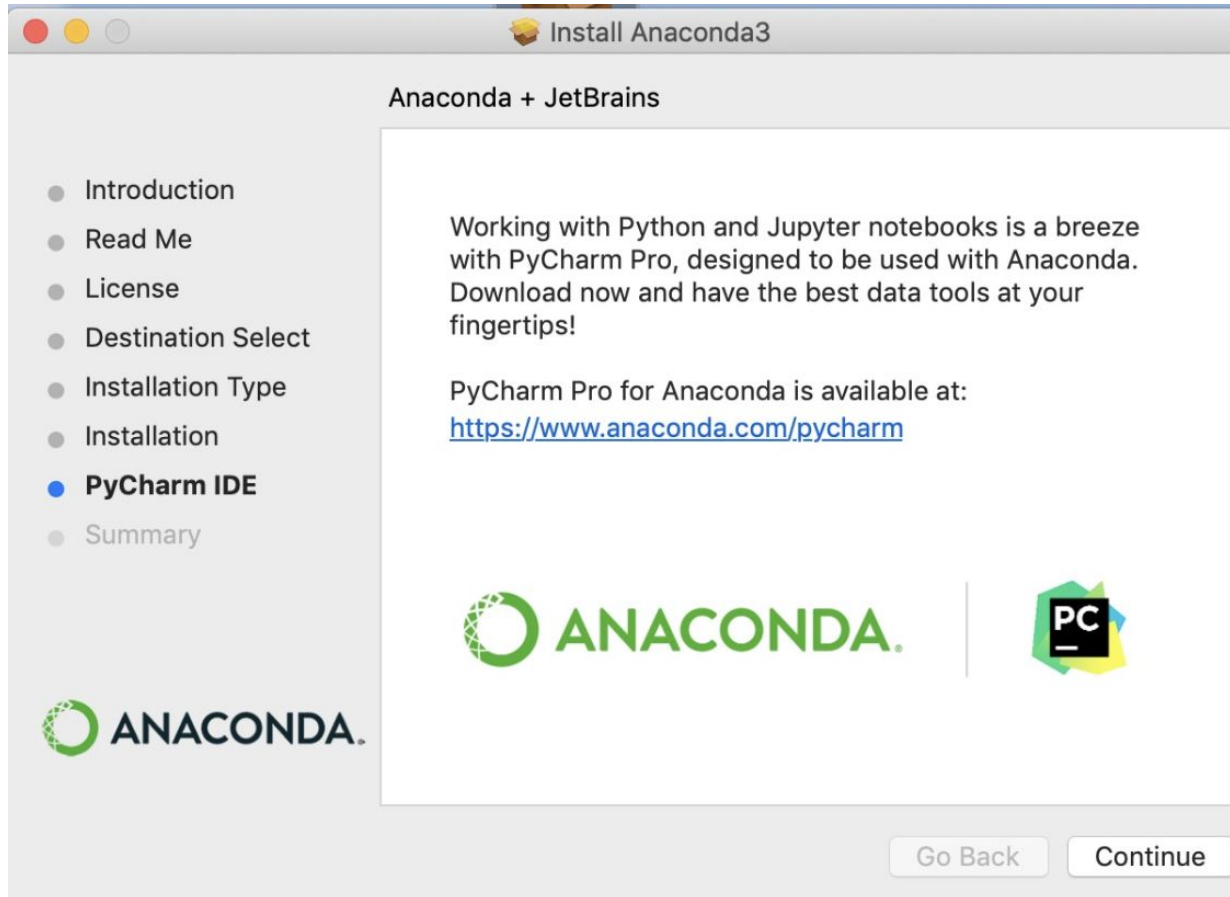 Install Anaconda3
Anaconda + JetBrains
Introduction
Read Me
License
Destination Select
Installation Type
Installation
PyCharm IDE
Summary
ANACONDA.
Working with Python and Jupyter notebooks is a breeze
with PyCharm Pro, designed to be used with Anaconda.
Download now and have the best data tools at your
fingertips!
PyCharm Pro for Anaconda is available at:
https://www.anaconda.com/pycharm
ANACONDA.
PC
Go Back
Continue